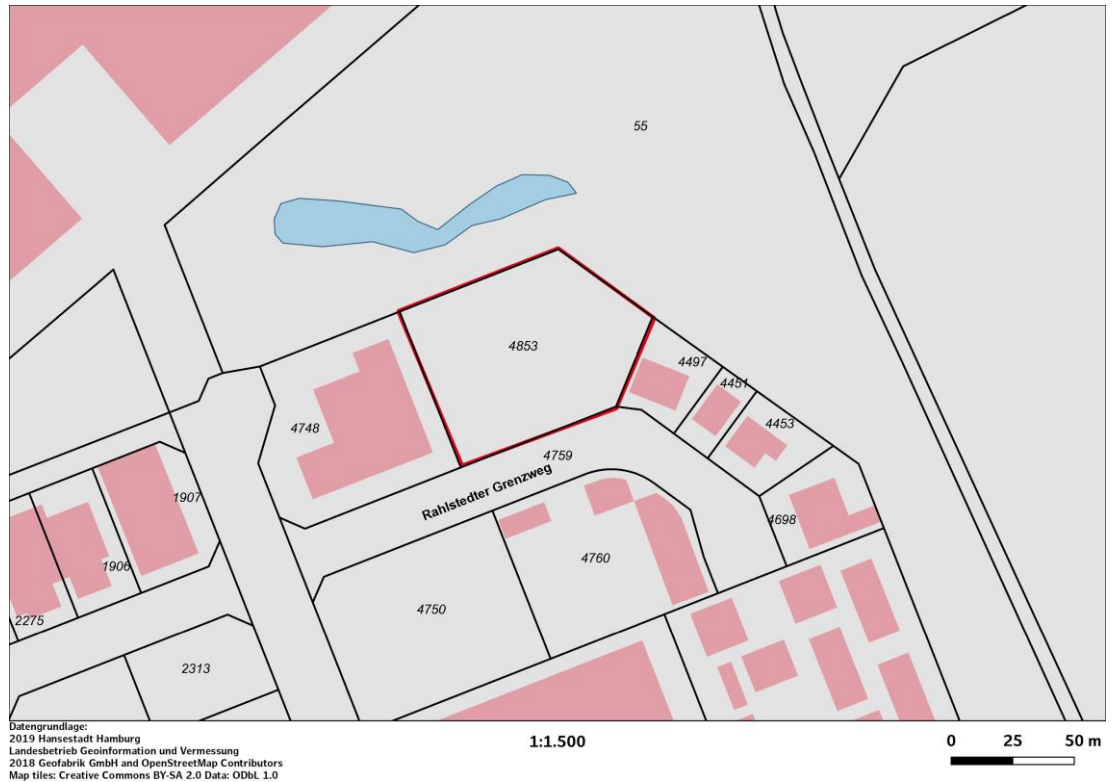 55
4853
4497
4451
4453
4748
4759
Rahlstedter Grenzweg
1907
4698
4760
1906
4750
2275
2313
Datengrundlage:
2019 Hansestadt Hamburg
Landesbetrieb Geoinformation und Vermessung
2018 Geofabrik GmbH and OpenStreetMap Contributors
Map tiles: Creative Commons BY-SA 2.0 Data: ODbL 1.0
1:1.500
0 25 50 m